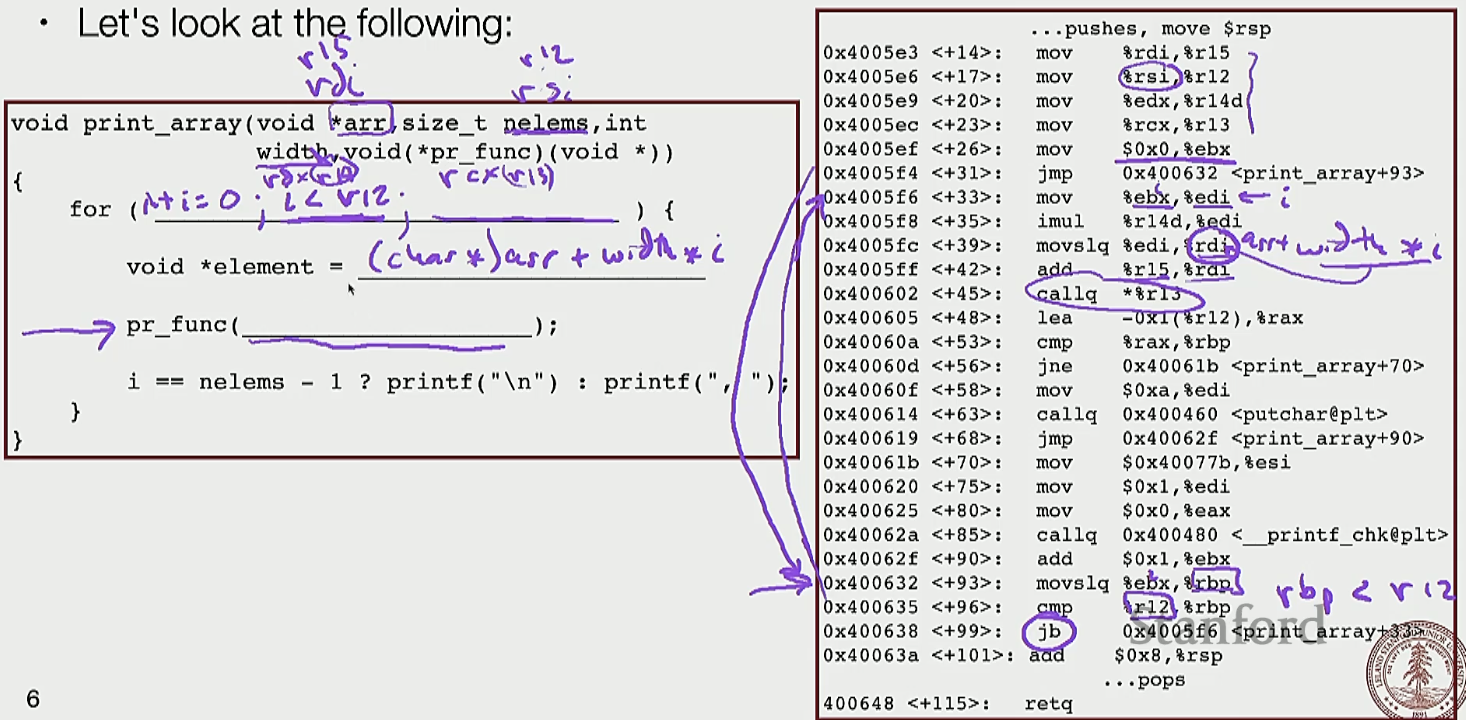 • Let's look at the following:
r15
rdi
r12
rsi
void print_array(void *arr,size_t nelems,int
width,void(*pr_func)(void *))
rcx(r13)
{
for (int i=0; i < r12; ) {
void *element = (char*)arr + width * i
pr_func( );
i == nelems - 1 ? printf("\n") : printf(", ");
}
}
6
...pushes, move $rsp
0x4005e3 <+14>: mov %rdi,%r15
0x4005e6 <+17>: mov %rsi,%r12
0x4005e9 <+20>: mov %edx,%r14d
0x4005ec <+23>: mov %rcx,%r13
0x4005ef <+26>: mov $0x0,%ebx
0x4005f4 <+31>: jmp 0x400632 <print_array+93>
0x4005f6 <+33>: mov %ebx,%edi ← i
0x4005f8 <+35>: imul %r14d,%edi
0x4005fc <+39>: movslq %edi,%rdi arr+ width * i
0x4005ff <+42>: add %r15,%rdi
0x400602 <+45>: callq *%r13
0x400605 <+48>: lea -0x1(%r12),%rax
0x40060a <+53>: cmp %rax,%rbp
0x40060d <+56>: jne 0x40061b <print_array+70>
0x40060f <+58>: mov $0xa,%edi
0x400614 <+63>: callq 0x400460 <putchar@plt>
0x400619 <+68>: jmp 0x40062f <print_array+90>
0x40061b <+70>: mov $0x40077b,%esi
0x400620 <+75>: mov $0x1,%edi
0x400625 <+80>: mov $0x0,%eax
0x40062a <+85>: callq 0x400480 <__printf_chk@plt>
0x40062f <+90>: add $0x1,%ebx
0x400632 <+93>: movslq %ebx,%rbp
0x400635 <+96>: cmp %r12,%rbp
rbp < r12
0x400638 <+99>: jb 0x4005f6 <print_array+33>
0x40063a <+101>: add $0x8,%rsp
...pops
400648 <+115>: retq
Stanford